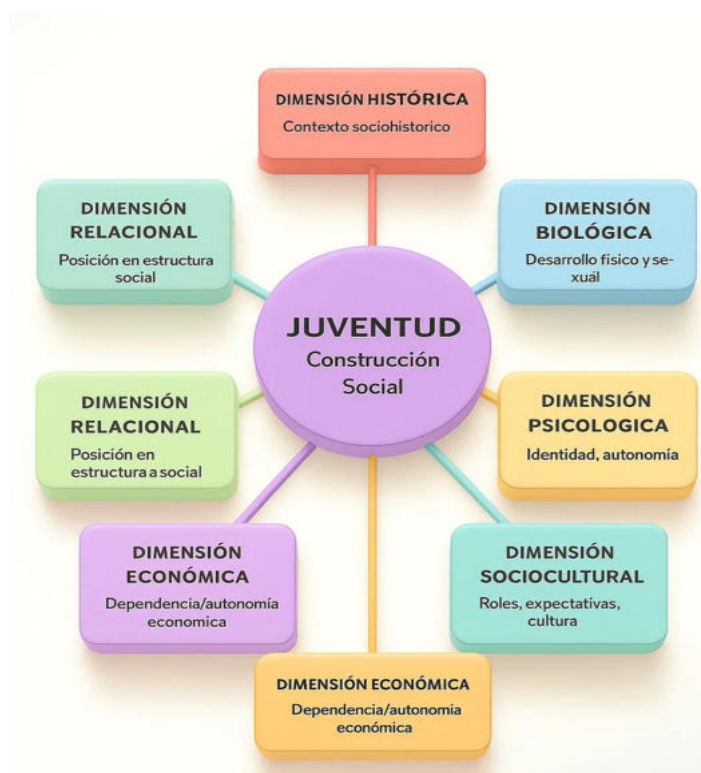 DIMENSIÓN HISTÓRICA
Contexto sociohistorico
DIMENSIÓN
RELACIONAL
Posición en estructura
social
DIMENSIÓN
BIOLÓGICA
Desarrollo físico y se-
xuál
JUVENTUD
Construcción
Social
DIMENSIÓN
RELACIONAL
Posición en
estructura a social
DIMENSIÓN
PSICOLOGICA
Identidad, autonomía
DIMENSIÓN
ECONÓMICA
Dependencia/autonomía
economica
DIMENSIÓN
SOCIOCULTURAL
Roles, expectativas,
cultura
DIMENSIÓN ECONÓMICA
Dependencia/autonomía
económica